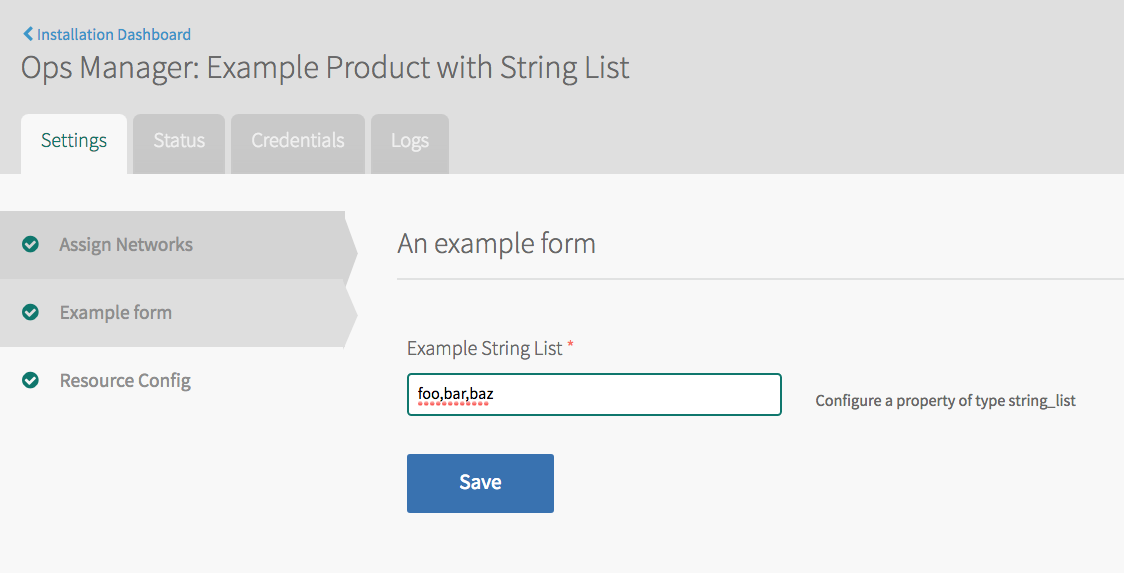 Installation Dashboard
Ops Manager: Example Product with String List
Settings
Status
Credentials
Logs
Assign Networks
Example form
Resource Config
An example form
Example String List *
foo,bar,baz
Configure a property of type string_list
Save